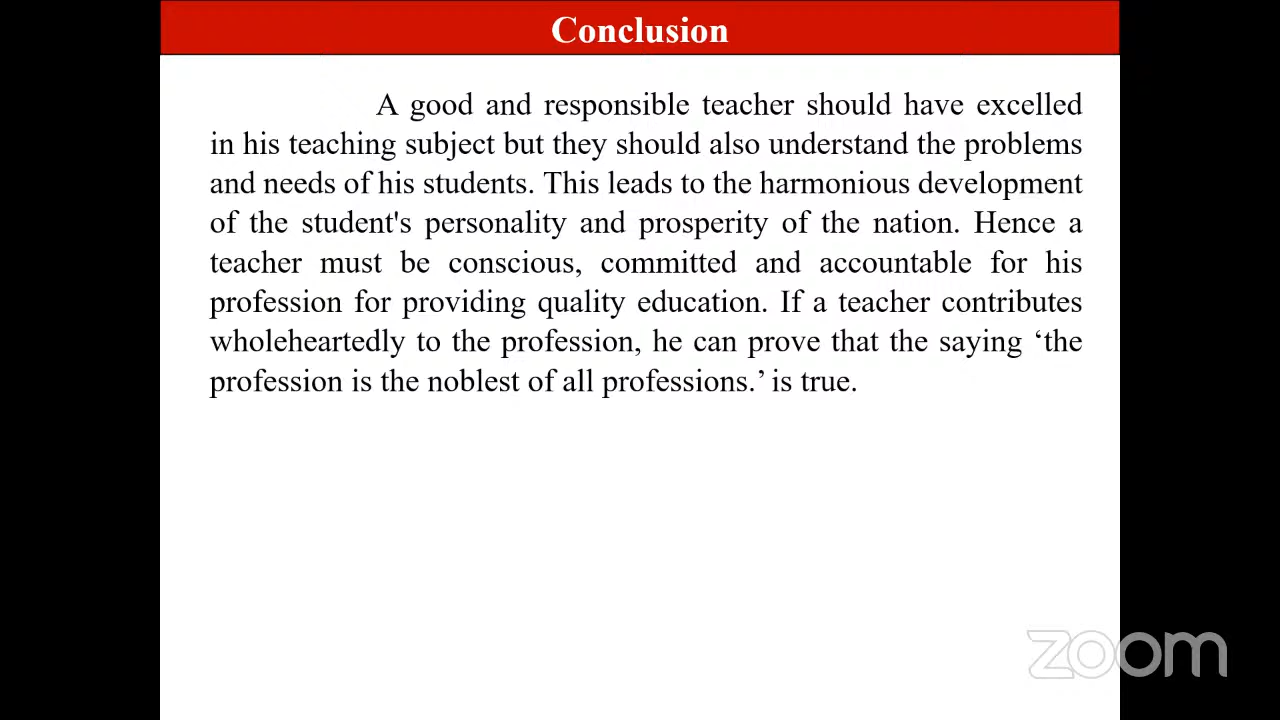 Conclusion
A good and responsible teacher should have excelled
in his teaching subject but they should also understand the problems
and needs of his students. This leads to the harmonious development
of the student's personality and prosperity of the nation. Hence a
teacher must be conscious, committed and accountable for his
profession for providing quality education. If a teacher contributes
wholeheartedly to the profession, he can prove that the saying ‘the
profession is the noblest of all professions.’ is true.
zoom